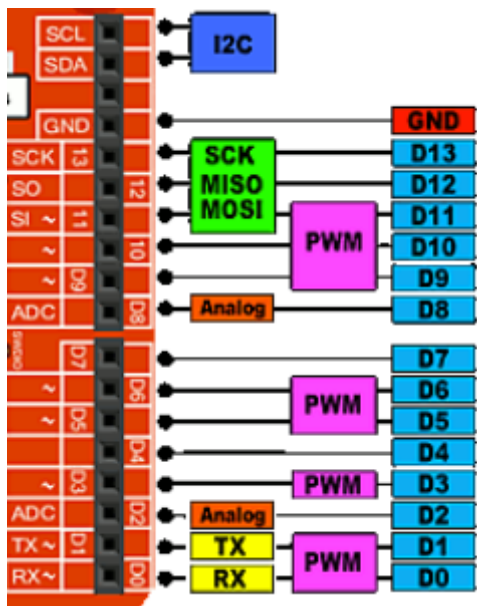 SCL I2C
SDA
GND GND
SCK 13 SCK D13
SO 12 MISO D12
SI ~ 11 MOSI D11
~ 10 PWM D10
~ D9 D9
ADC D8 Analog D8
SWDIO
D7 D7
~ D6 D6
~ D5 PWM D5
D4 D4
~ D3 PWM D3
ADC D2 Analog D2
TX ~ D1 TX D1
PWM
RX ~ D0 RX D0